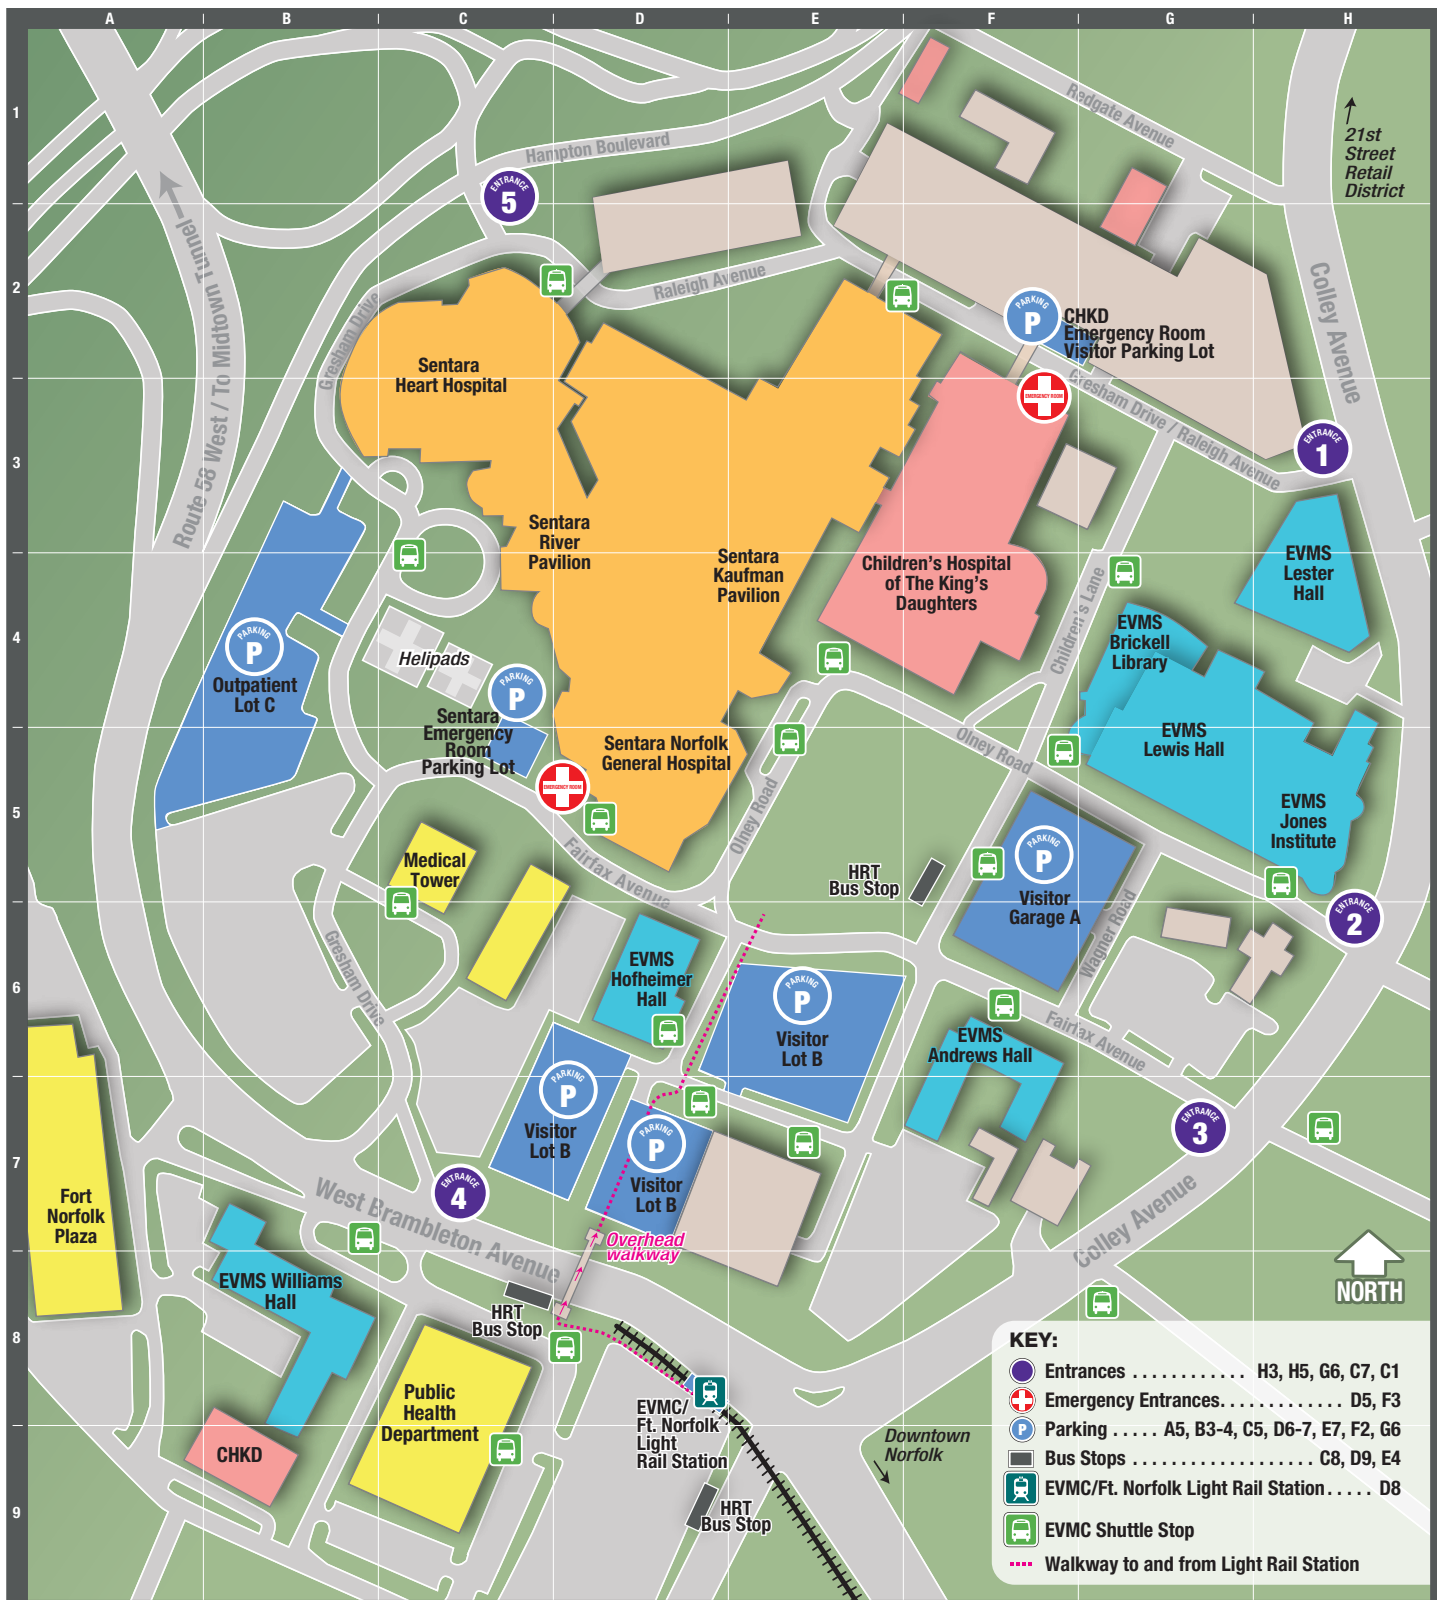 A B C D E F G H
1
2
3
4
5
6
7
8
9
Redgate Avenue
21st
Street
Retail
District
Hampton Boulevard
ENTRANCE
5
Route 58 West / To Midtown Tunnel
Gresham Drive
Raleigh Avenue
Colley Avenue
PARKING
P
CHKD
Emergency Room
Visitor Parking Lot
Sentara
Heart Hospital
EMERGENCY ROOM
Gresham Drive / Raleigh Avenue
ENTRANCE
1
Sentara
River
Pavilion
Sentara
Kaufman
Pavilion
Children's Hospital
of The King's
Daughters
EVMS
Lester
Hall
Children's Lane
EVMS
Brickell
Library
PARKING
P
Outpatient
Lot C
Helipads
PARKING
P
Sentara
Emergency
Room
Parking Lot
EMERGENCY ROOM
Sentara Norfolk
General Hospital
Olney Road
Olney Road
EVMS
Lewis Hall
EVMS
Jones
Institute
Fairfax Avenue
Medical
Tower
HRT
Bus Stop
PARKING
P
Visitor
Garage A
Wagner Road
ENTRANCE
2
Gresham Drive
EVMS
Hofheimer
Hall
PARKING
P
Visitor
Lot B
EVMS
Andrews Hall
Fairfax Avenue
PARKING
P
Visitor
Lot B
PARKING
P
Visitor
Lot B
ENTRANCE
3
ENTRANCE
4
Fort
Norfolk
Plaza
West Brambleton Avenue
Overhead
walkway
Colley Avenue
EVMS Williams
Hall
HRT
Bus Stop
NORTH
Public
Health
Department
CHKD
EVMC/
Ft. Norfolk
Light
Rail Station
Downtown
Norfolk
HRT
Bus Stop
KEY:
Entrances . . . . . . . . . . . . H3, H5, G6, C7, C1
Emergency Entrances. . . . . . . . . . . . . D5, F3
P Parking . . . . . A5, B3-4, C5, D6-7, E7, F2, G6
Bus Stops . . . . . . . . . . . . . . . . . . . C8, D9, E4
EVMC/Ft. Norfolk Light Rail Station . . . . . D8
EVMC Shuttle Stop
Walkway to and from Light Rail Station